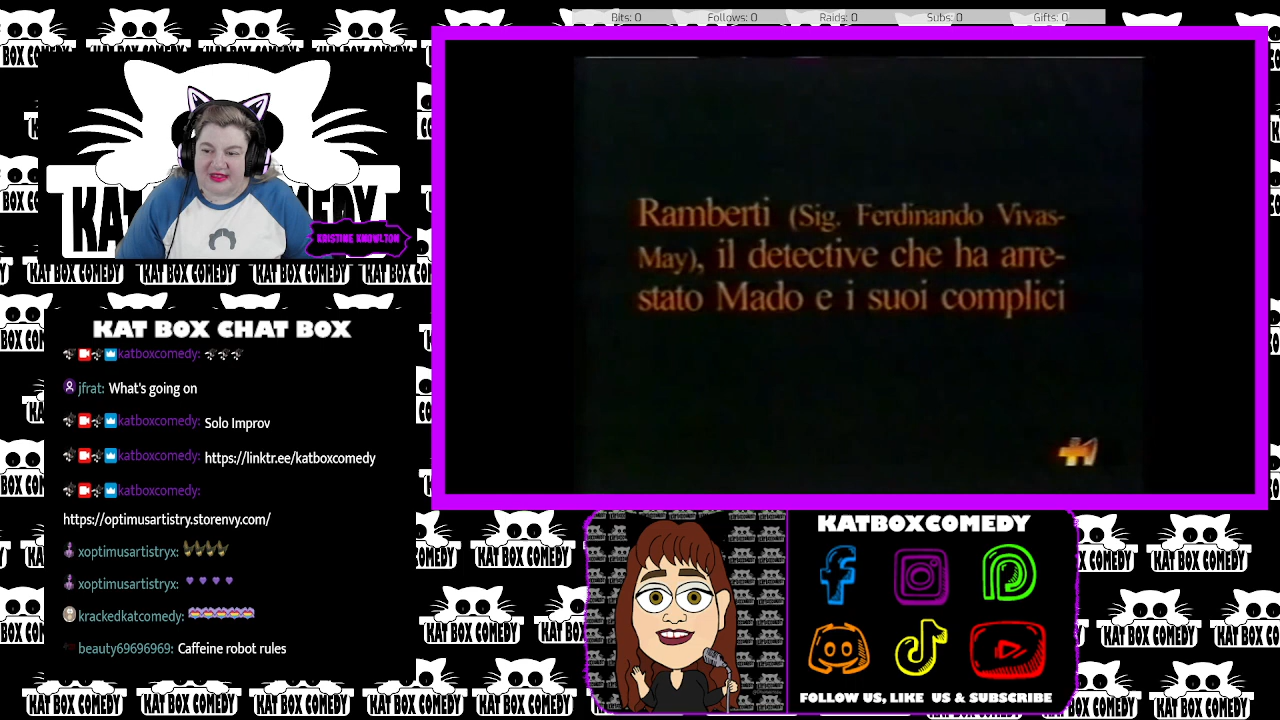 Bits: 0 Follows: 0 Raids: 0 Subs: 0 Gifts: 0
KRISTINE KNOWLTON
Ramberti (Sig. Ferdinando Vivas-
May), il detective che ha arre-
stato Mado e i suoi complici
KAT BOX CHAT BOX
katboxcomedy:
jfrat: What's going on
katboxcomedy: Solo Improv
katboxcomedy: https://linktr.ee/katboxcomedy
katboxcomedy:
https://optimusartistry.storenvy.com/
xoptimusartistryx:
xoptimusartistryx:
krackedkatcomedy:
beauty69696969: Caffeine robot rules
KATBOXCOMEDY
FOLLOW US, LIKE US & SUBSCRIBE
KAT BOX COMEDY